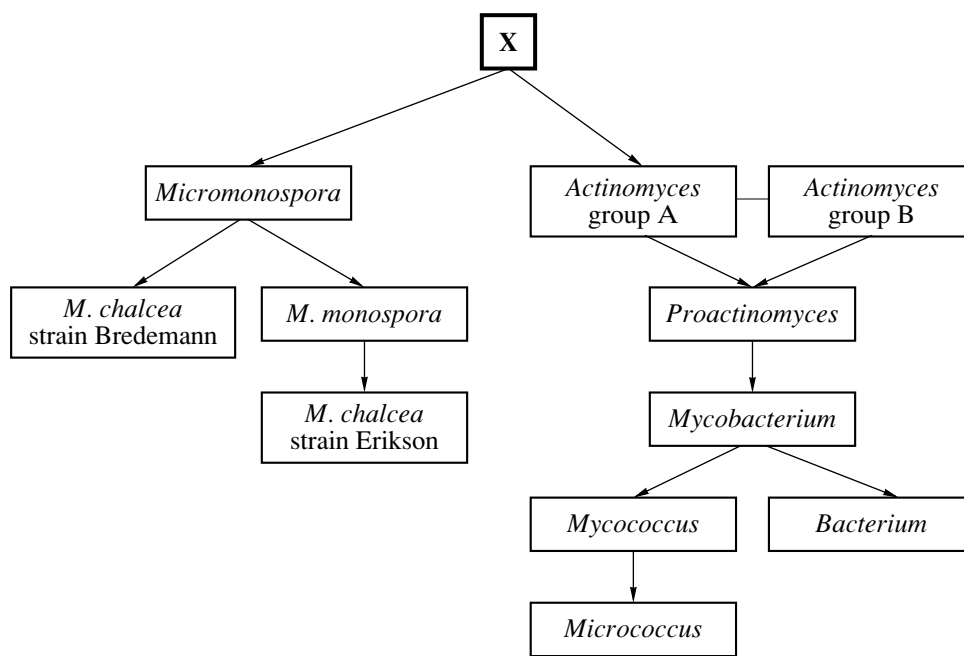 X
Micromonospora
Actinomyces
group A
Actinomyces
group B
M. chalcea
strain Bredemann
M. monospora
Proactinomyces
M. chalcea
strain Erikson
Mycobacterium
Mycococcus
Bacterium
Micrococcus